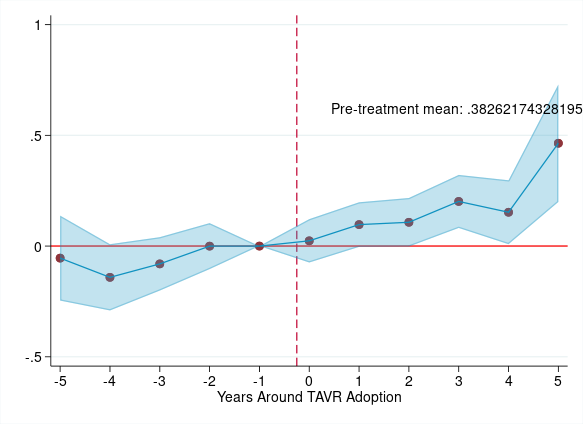 1
Pre-treatment mean: .38262174328195
.5
0
-.5
-5 -4 -3 -2 -1 0 1 2 3 4 5
Years Around TAVR Adoption